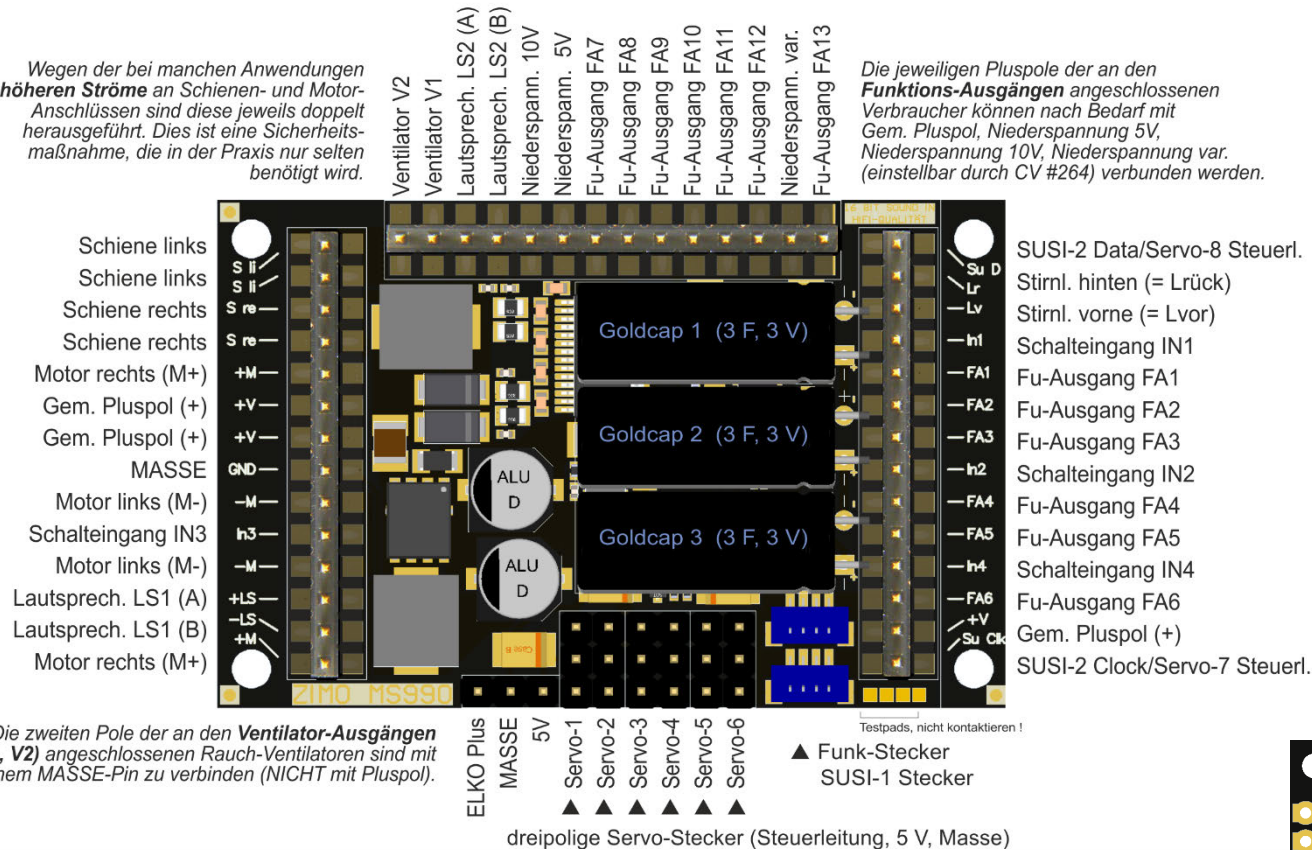 Wegen der bei manchen Anwendungen
höheren Ströme an Schienen- und Motor-
Anschlüssen sind diese jeweils doppelt
herausgeführt. Dies ist eine Sicherheits-
maßnahme, die in der Praxis nur selten
benötigt wird.
Ventilator V2
Ventilator V1
Lautsprech. LS2 (A)
Lautsprech. LS2 (B)
Niederspann. 10V
Niederspann. 5V
Fu-Ausgang FA7
Fu-Ausgang FA8
Fu-Ausgang FA9
Fu-Ausgang FA10
Fu-Ausgang FA11
Fu-Ausgang FA12
Niederspann. var.
Fu-Ausgang FA13
Die jeweiligen Pluspole der an den
Funktions-Ausgängen angeschlossenen
Verbraucher können nach Bedarf mit
Gem. Pluspol, Niederspannung 5V,
Niederspannung 10V, Niederspannung var.
(einstellbar durch CV #264) verbunden werden.
Schiene links
Schiene links
Schiene rechts
Schiene rechts
Motor rechts (M+)
Gem. Pluspol (+)
Gem. Pluspol (+)
MASSE
Motor links (M-)
Schalteingang IN3
Motor links (M-)
Lautsprech. LS1 (A)
Lautsprech. LS1 (B)
Motor rechts (M+)
S li
S li
S re
S re
+M
+V
+V
GND
-M
In3
-M
+LS
-LS
+M
16 BIT SOUND IN
HIFI-QUALITÄT
Goldcap 1 (3 F, 3 V)
Goldcap 2 (3 F, 3 V)
Goldcap 3 (3 F, 3 V)
ALU
D
ALU
D
Case B
ZIMO MS990
Su D
Lr
Lv
In1
FA1
FA2
FA3
In2
FA4
FA5
In4
FA6
+V
Su Clk
SUSI-2 Data/Servo-8 Steuerl.
Stirnl. hinten (= Lrück)
Stirnl. vorne (= Lvor)
Schalteingang IN1
Fu-Ausgang FA1
Fu-Ausgang FA2
Fu-Ausgang FA3
Schalteingang IN2
Fu-Ausgang FA4
Fu-Ausgang FA5
Schalteingang IN4
Fu-Ausgang FA6
Gem. Pluspol (+)
SUSI-2 Clock/Servo-7 Steuerl.
Testpads, nicht kontaktieren !
Die zweiten Pole der an den Ventilator-Ausgängen
, V2) angeschlossenen Rauch-Ventilatoren sind mit
nem MASSE-Pin zu verbinden (NICHT mit Pluspol).
ELKO Plus
MASSE
5V
▲ Servo-1
▲ Servo-2
▲ Servo-3
▲ Servo-4
▲ Servo-5
▲ Servo-6
▲ Funk-Stecker
SUSI-1 Stecker
dreipolige Servo-Stecker (Steuerleitung, 5 V, Masse)